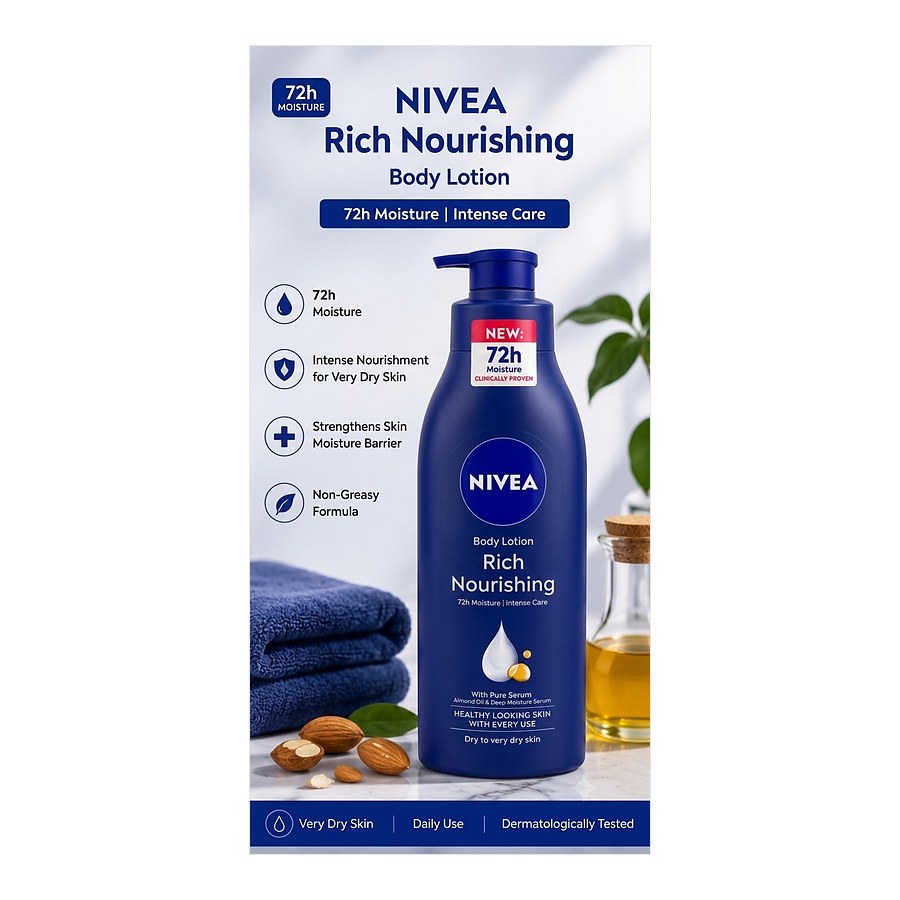 72h
MOISTURE
NIVEA
Rich Nourishing
Body Lotion
72h Moisture | Intense Care
72h
Moisture
Intense Nourishment
for Very Dry Skin
Strengthens Skin
Moisture Barrier
Non-Greasy
Formula
NEW:
72h
Moisture
CLINICALLY PROVEN
NIVEA
Body Lotion
Rich
Nourishing
72h Moisture | Intense Care
With Pure Serum
Almond Oil & Deep Moisture Serum
HEALTHY LOOKING SKIN
WITH EVERY USE
Dry to very dry skin
Very Dry Skin | Daily Use | Dermatologically Tested